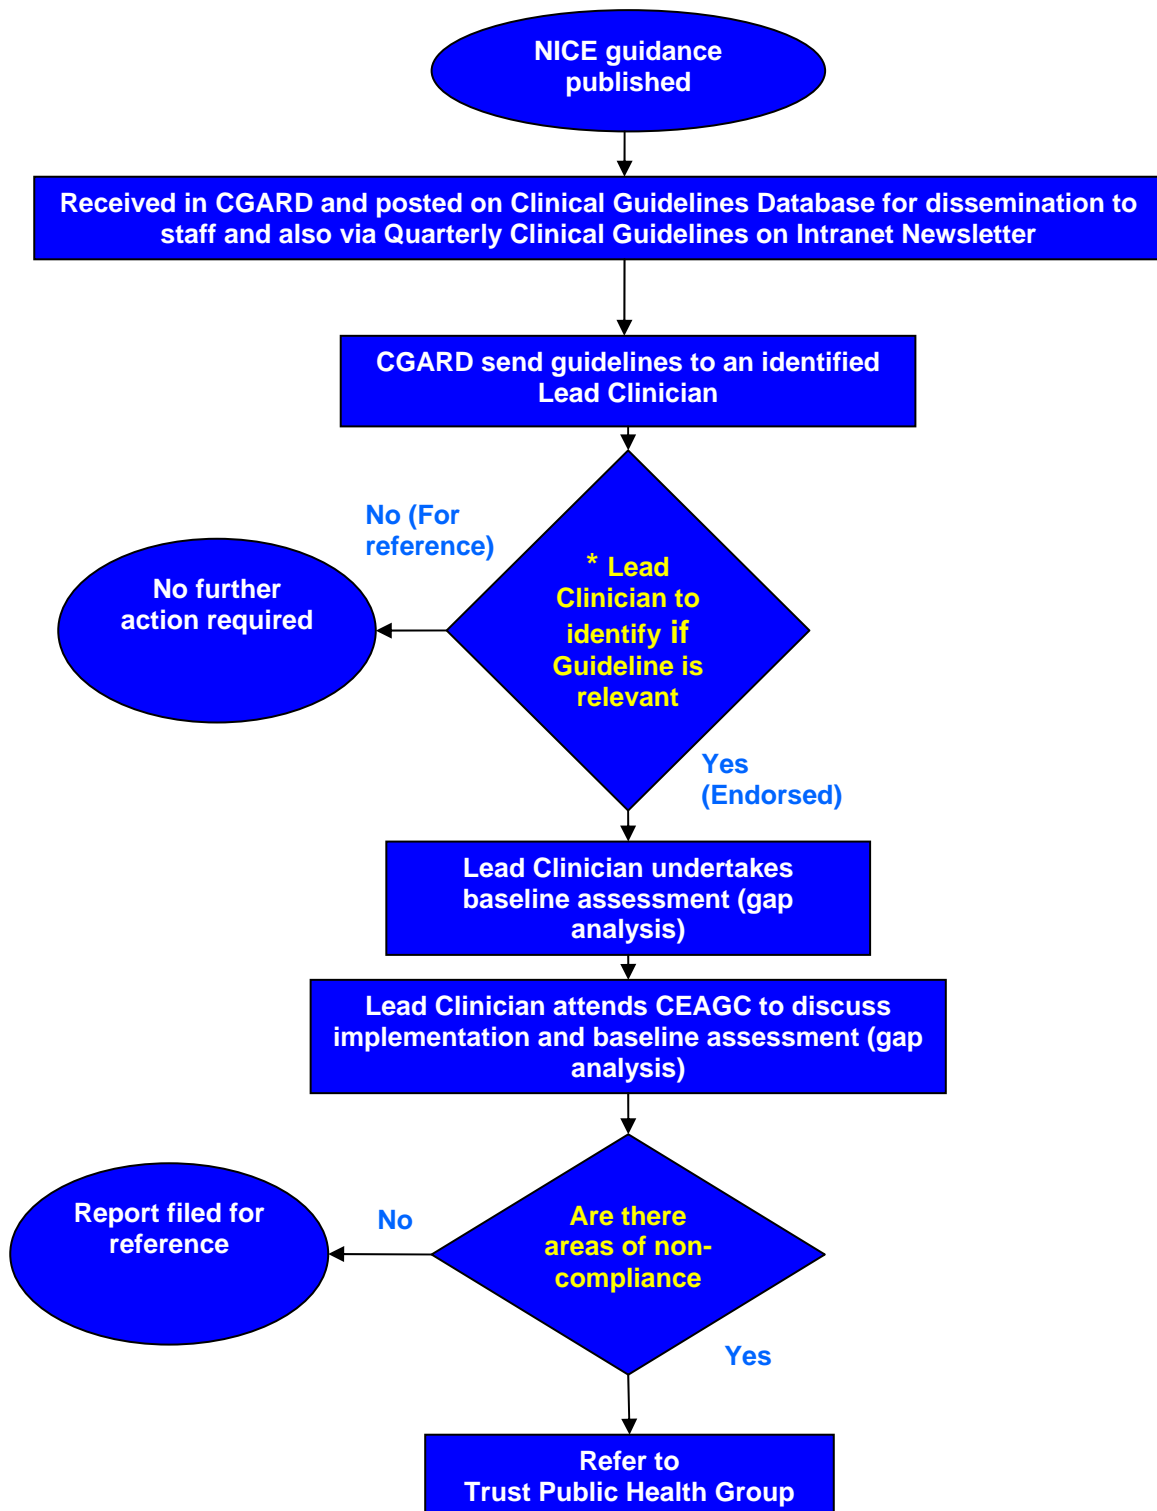 NICE guidance
published
Received in CGARD and posted on Clinical Guidelines Database for dissemination to
staff and also via Quarterly Clinical Guidelines on Intranet Newsletter
CGARD send guidelines to an identified
Lead Clinician
No (For
reference)
* Lead
Clinician to
identify if
Guideline is
relevant
No further
action required
Yes
(Endorsed)
Lead Clinician undertakes
baseline assessment (gap
analysis)
Lead Clinician attends CEAGC to discuss
implementation and baseline assessment (gap
analysis)
Report filed for
reference
No
Are there
areas of non-
compliance
Yes
Refer to
Trust Public Health Group